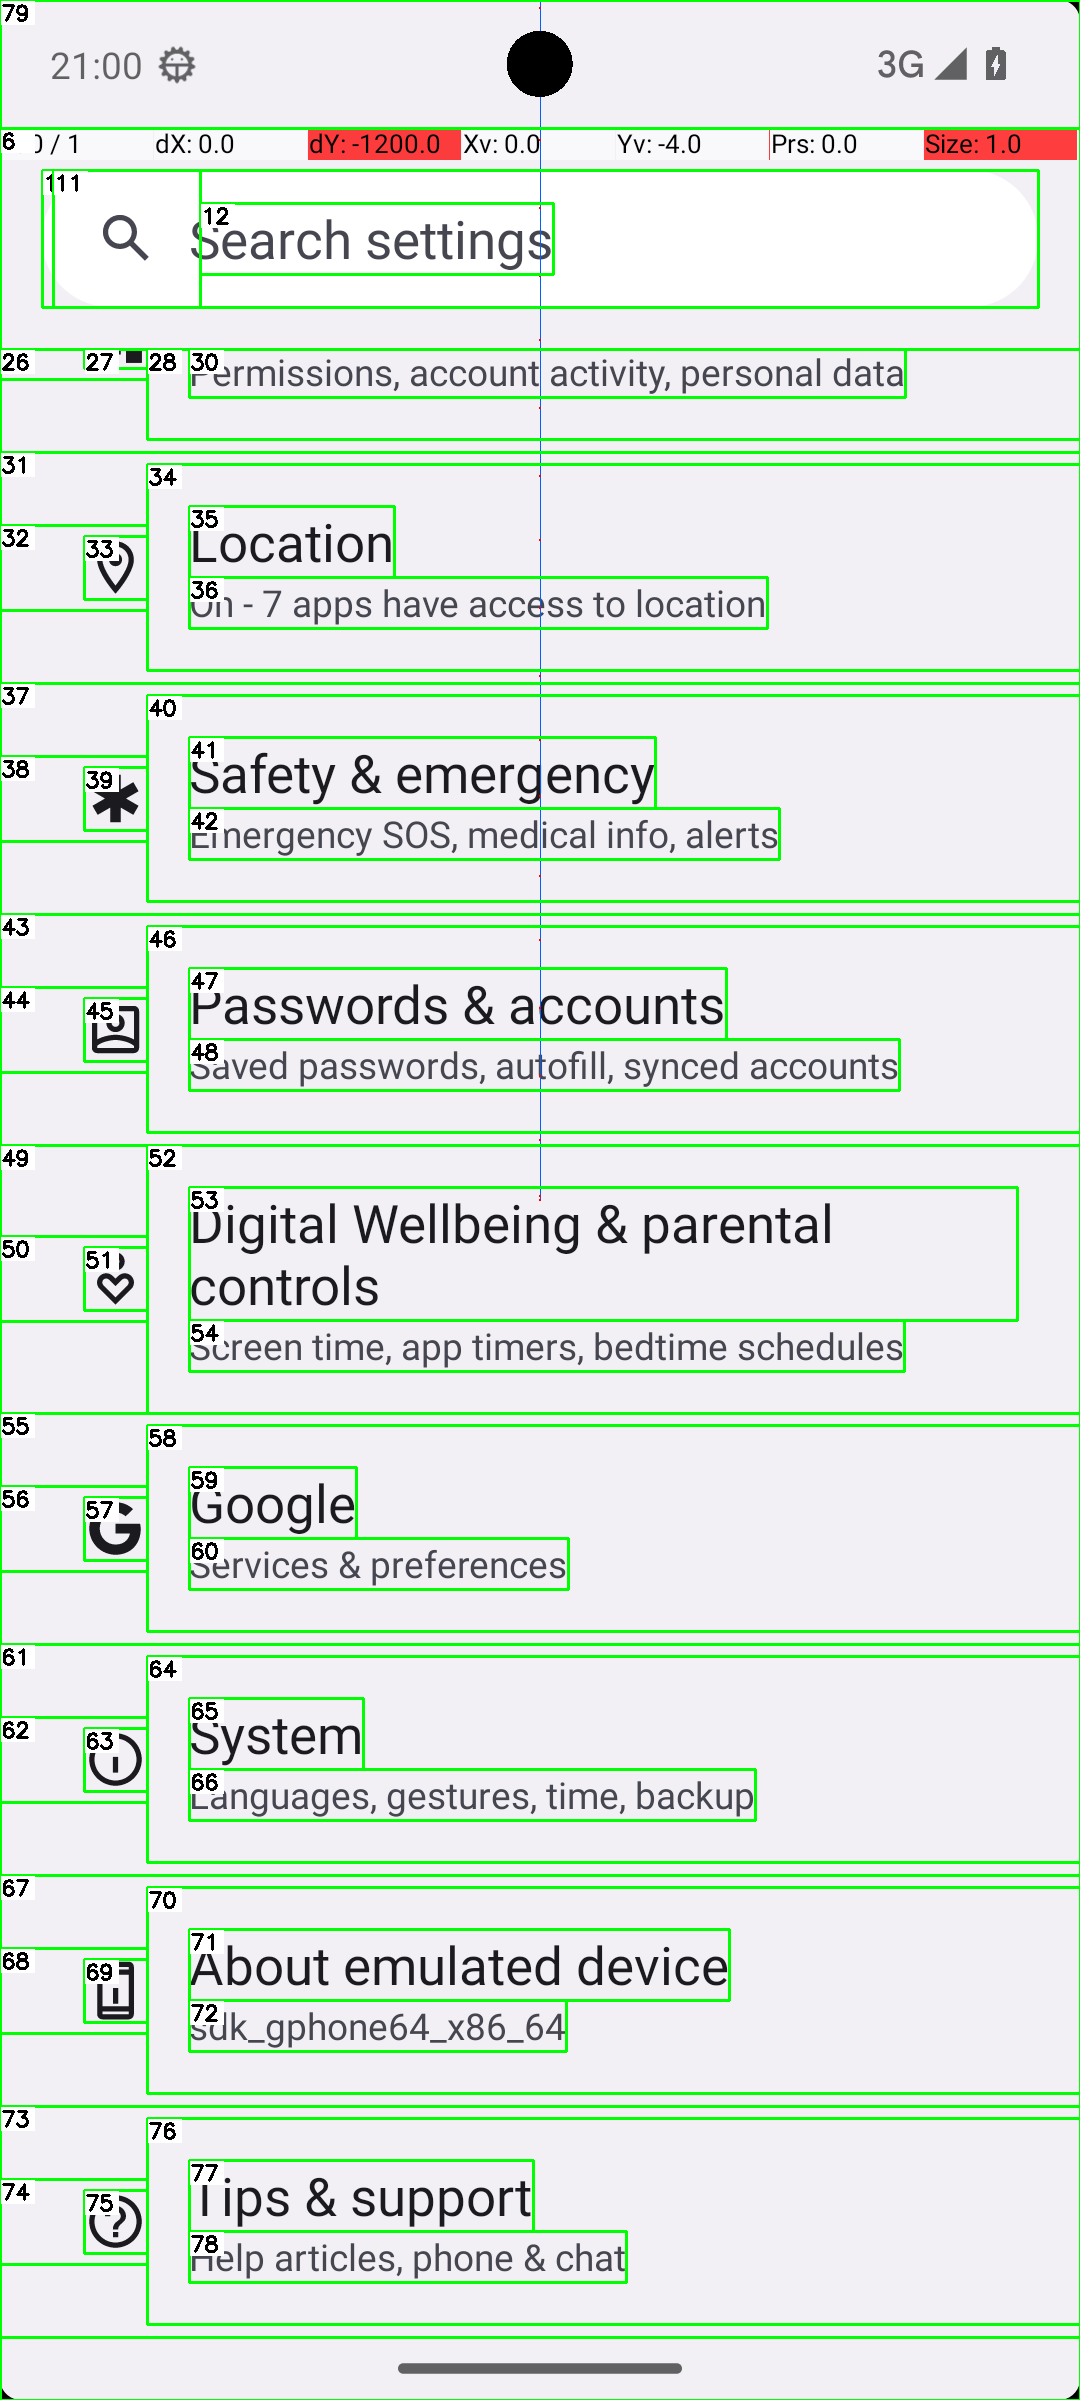 79
21:00 3G
6 0 / 1 dX: 0.0 dY: -1200.0 Xv: 0.0 Yv: -4.0 Prs: 0.0 Size: 1.0
111
12
Search settings
26 27 28 30
Permissions, account activity, personal data
31
34
35
Location
32 33
36
On - 7 apps have access to location
37
40
41
Safety & emergency
38 39
42
Emergency SOS, medical info, alerts
43
46
47
Passwords & accounts
44 45
48
Saved passwords, autofill, synced accounts
49 52
53
Digital Wellbeing & parental
50 51
controls
54
Screen time, app timers, bedtime schedules
55
58
59
Google
56 57
60
Services & preferences
61
64
65
System
62 63
66
Languages, gestures, time, backup
67
70
71
About emulated device
68 69
72
sdk_gphone64_x86_64
73
76
77
Tips & support
74 75
78
Help articles, phone & chat